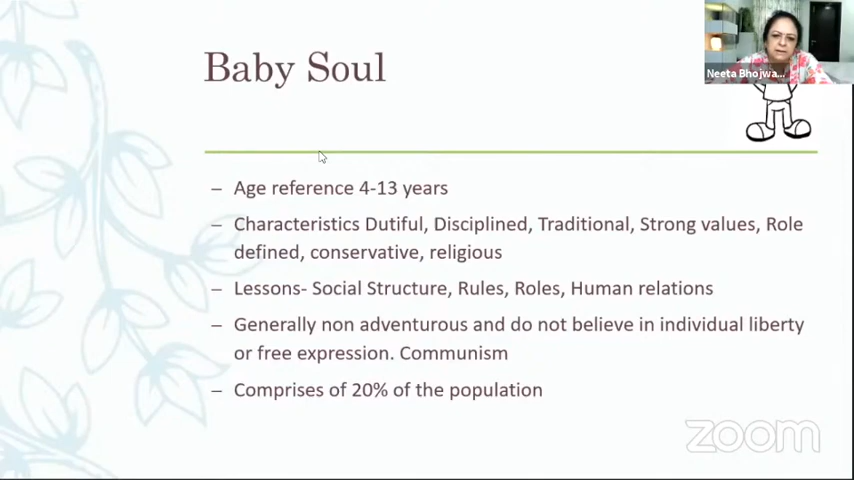 Baby Soul
Neeta Bhojwa...
– Age reference 4-13 years
– Characteristics Dutiful, Disciplined, Traditional, Strong values, Role
defined, conservative, religious
– Lessons- Social Structure, Rules, Roles, Human relations
– Generally non adventurous and do not believe in individual liberty
or free expression. Communism
– Comprises of 20% of the population
zoom